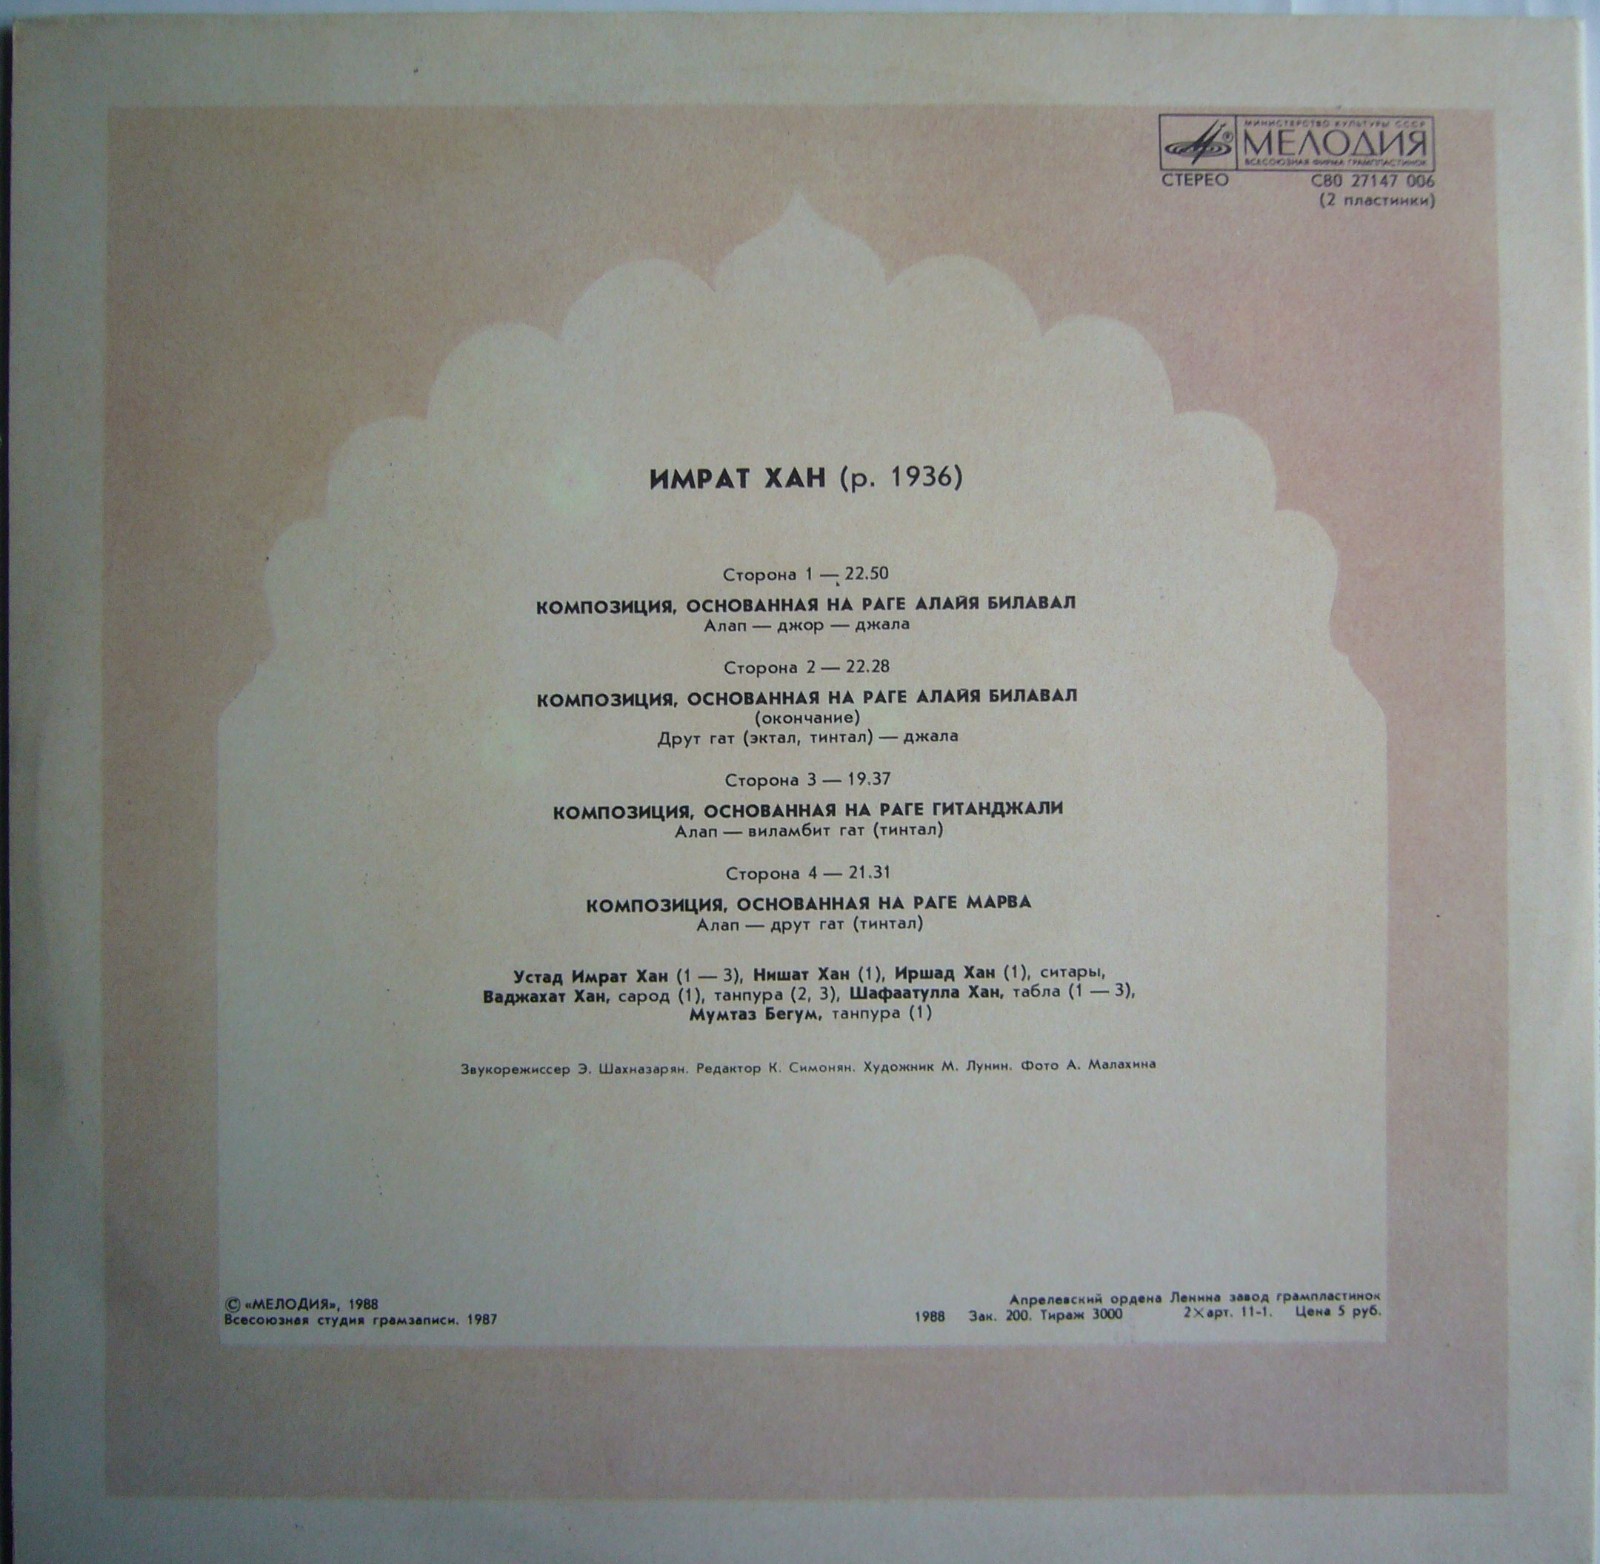 МИНИСТЕРСТВО КУЛЬТУРЫ СССР
МЕЛОДИЯ
ВСЕСОЮЗНАЯ ФИРМА ГРАМПЛАСТИНОК
СТЕРЕО С80 27147 006
(2 пластинки)
ИМРАТ ХАН (р. 1936)
Сторона 1 — 22.50
КОМПОЗИЦИЯ, ОСНОВАННАЯ НА РАГЕ АЛАЙЯ БИЛАВАЛ
Алап — джор — джала
Сторона 2 — 22.28
КОМПОЗИЦИЯ, ОСНОВАННАЯ НА РАГЕ АЛАЙЯ БИЛАВАЛ
(окончание)
Друт гат (эктал, тинтал) — джала
Сторона 3 — 19.37
КОМПОЗИЦИЯ, ОСНОВАННАЯ НА РАГЕ ГИТАНДЖАЛИ
Алап — виламбит гат (тинтал)
Сторона 4 — 21.31
КОМПОЗИЦИЯ, ОСНОВАННАЯ НА РАГЕ МАРВА
Алап — друт гат (тинтал)
Устад Имрат Хан (1 — 3), Нишат Хан (1), Иршад Хан (1), ситары,
Ваджахат Хан, сарод (1), танпура (2, 3), Шафаатулла Хан, табла (1 — 3),
Мумтаз Бегум, танпура (1)
Звукорежиссер Э. Шахназарян. Редактор К. Симонян. Художник М. Лунин. Фото А. Малахина
© «МЕЛОДИЯ», 1988
Всесоюзная студия грамзаписи. 1987
Апрелевский ордена Ленина завод грампластинок
1988 Зак. 200. Тираж 3000 2×арт. 11-1. Цена 5 руб.